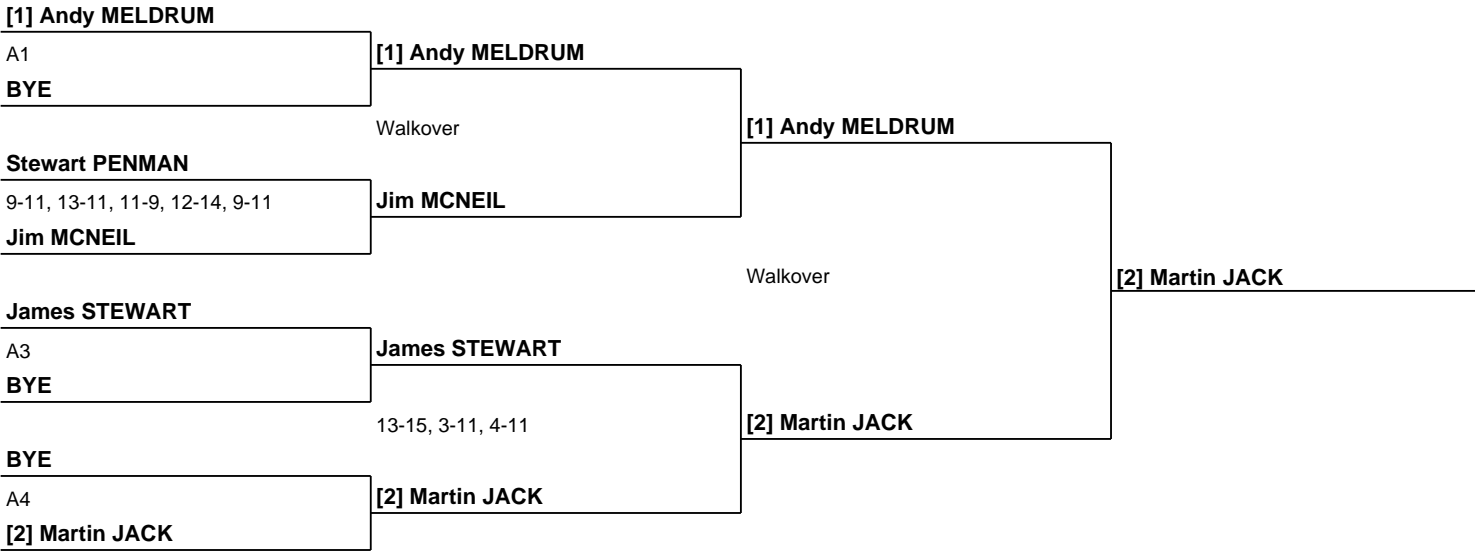 [1] Andy MELDRUM
A1
[1] Andy MELDRUM
BYE
Walkover
[1] Andy MELDRUM
Stewart PENMAN
9-11, 13-11, 11-9, 12-14, 9-11
Jim MCNEIL
Jim MCNEIL
Walkover
[2] Martin JACK
James STEWART
A3
James STEWART
BYE
13-15, 3-11, 4-11
[2] Martin JACK
BYE
A4
[2] Martin JACK
[2] Martin JACK